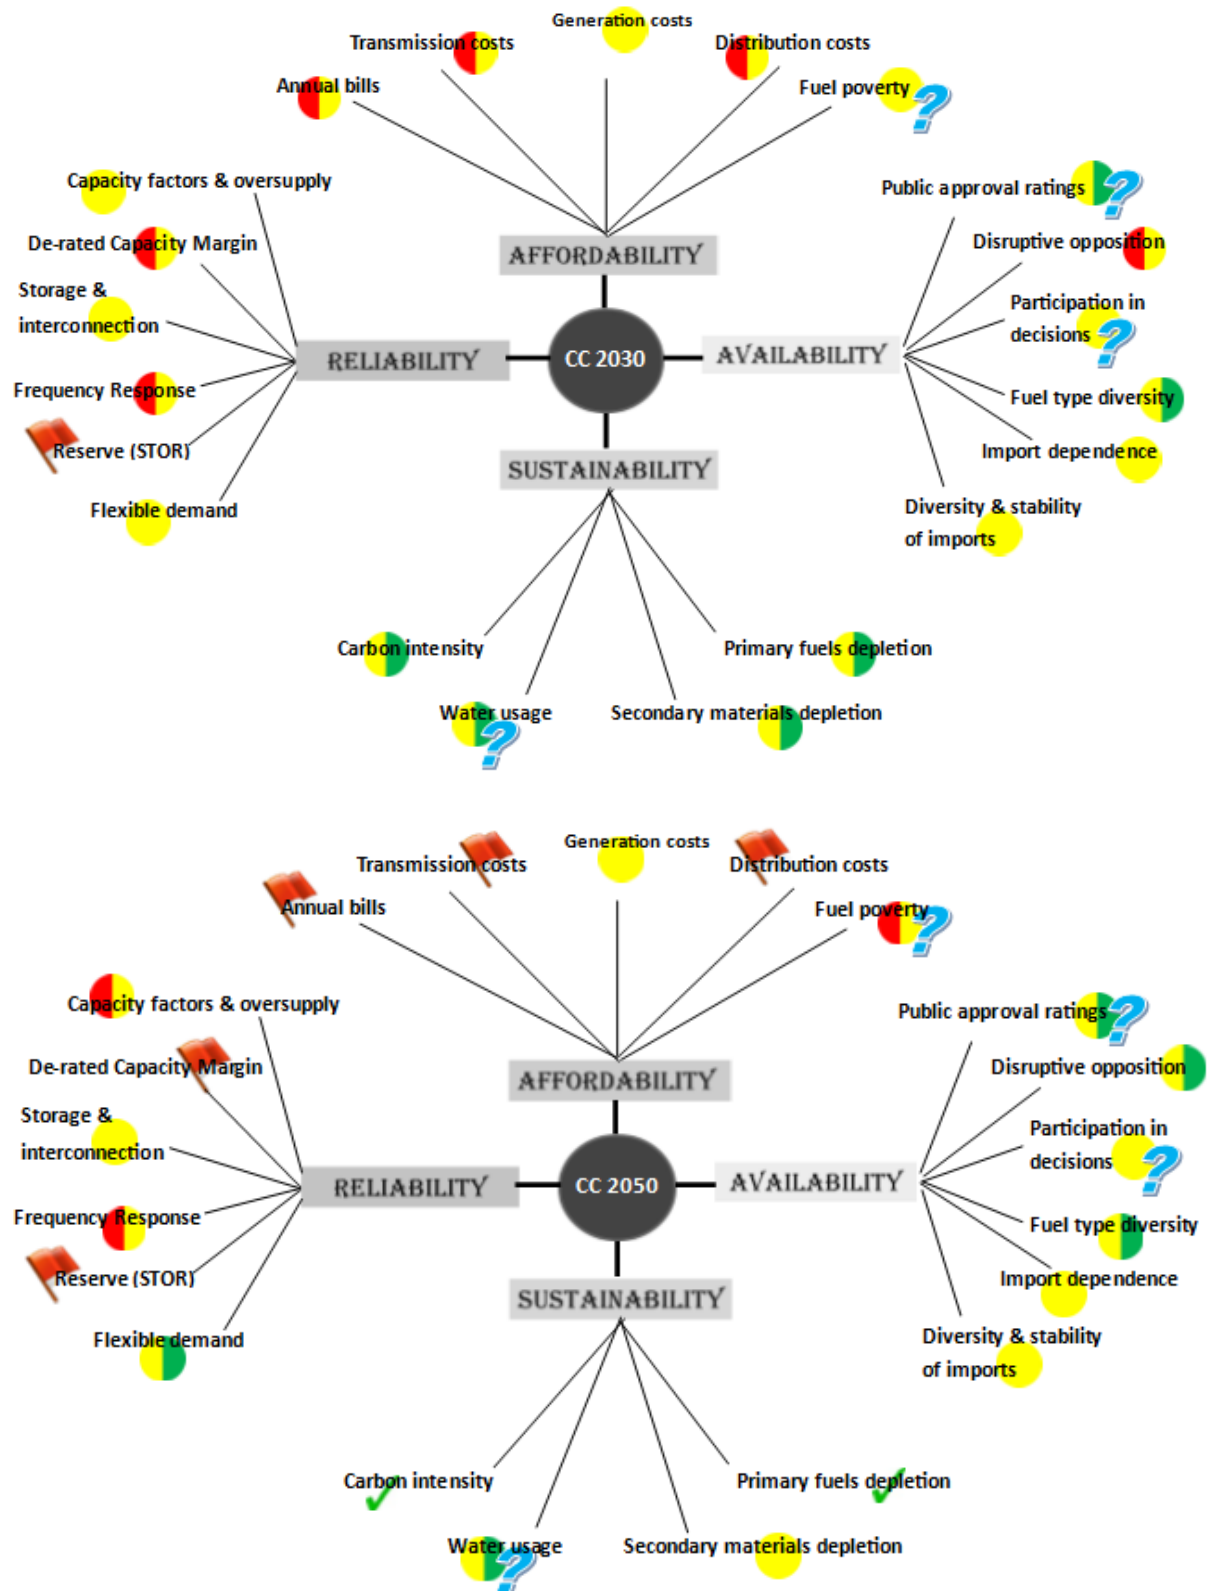 Generation costs
Transmission costs
Distribution costs
Annual bills
Fuel poverty
?
Capacity factors & oversupply
Public approval ratings
?
De-rated Capacity Margin
Disruptive opposition
Storage &
interconnection
Participation in
decisions
?
AFFORDABILITY
RELIABILITY
CC 2030
AVAILABILITY
SUSTAINABILITY
Frequency Response
Fuel type diversity
Reserve (STOR)
Import dependence
Flexible demand
Diversity & stability
of imports
Carbon intensity
Primary fuels depletion
Water usage
?
Secondary materials depletion
Generation costs
Transmission costs
Distribution costs
Annual bills
Fuel poverty
?
Capacity factors & oversupply
Public approval ratings
?
De-rated Capacity Margin
Disruptive opposition
Storage &
interconnection
Participation in
decisions
?
AFFORDABILITY
RELIABILITY
CC 2050
AVAILABILITY
SUSTAINABILITY
Frequency Response
Fuel type diversity
Reserve (STOR)
Import dependence
Flexible demand
Diversity & stability
of imports
Carbon intensity
Primary fuels depletion
Water usage
?
Secondary materials depletion